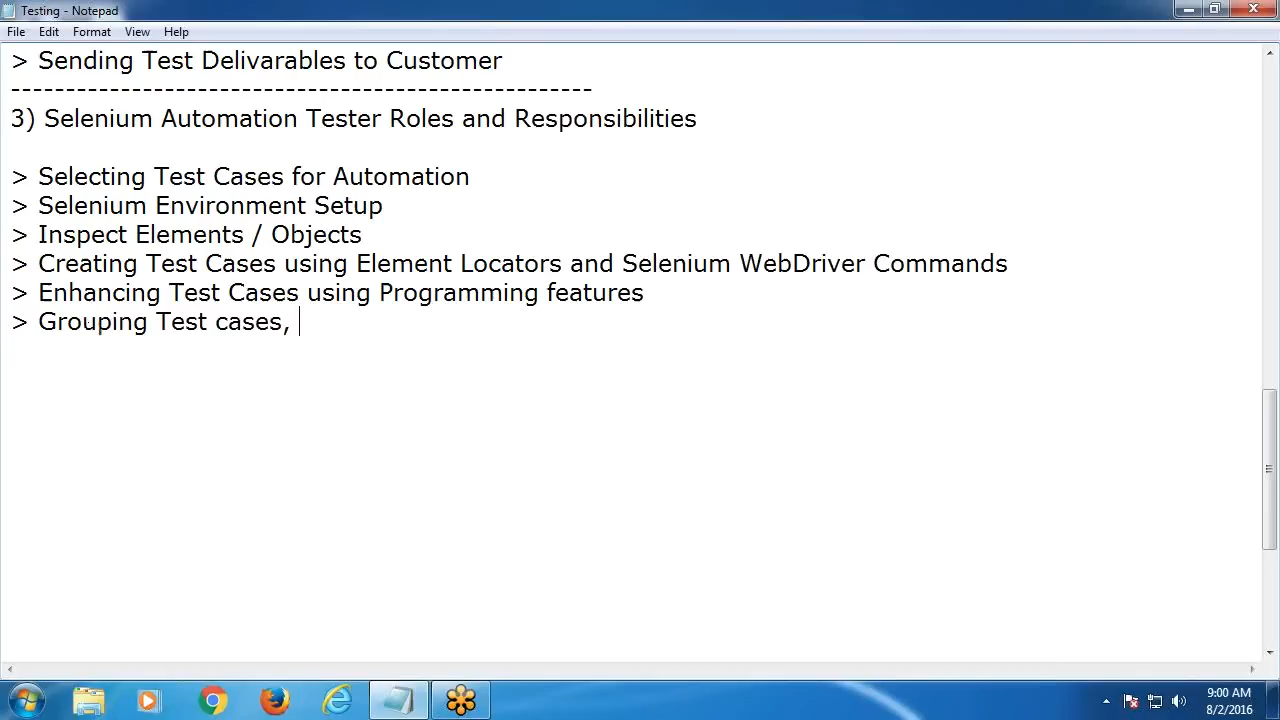 Testing - Notepad
File Edit Format View Help
> Sending Test Delivarables to Customer
-----------------------------------------------------
3) Selenium Automation Tester Roles and Responsibilities
> Selecting Test Cases for Automation
> Selenium Environment Setup
> Inspect Elements / Objects
> Creating Test Cases using Element Locators and Selenium WebDriver Commands
> Enhancing Test Cases using Programming features
> Grouping Test cases,
9:00 AM
8/2/2016